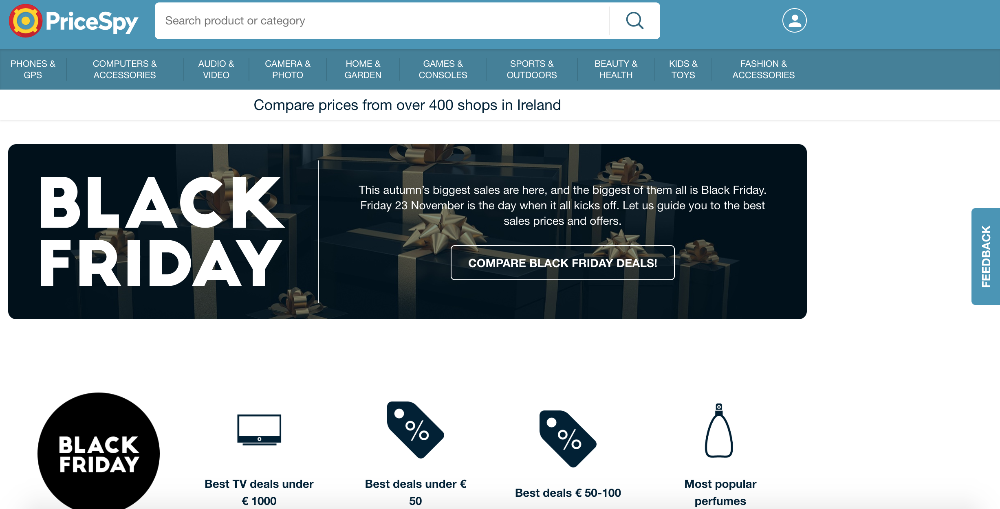 PriceSpy
Search product or category
PHONES &
GPS
COMPUTERS &
ACCESSORIES
AUDIO &
VIDEO
CAMERA &
PHOTO
HOME &
GARDEN
GAMES &
CONSOLES
SPORTS &
OUTDOORS
BEAUTY &
HEALTH
KIDS &
TOYS
FASHION &
ACCESSORIES
Compare prices from over 400 shops in Ireland
BLACK
FRIDAY
This autumn’s biggest sales are here, and the biggest of them all is Black Friday.
Friday 23 November is the day when it all kicks off. Let us guide you to the best
sales prices and offers.
COMPARE BLACK FRIDAY DEALS!
FEEDBACK
BLACK
FRIDAY
%
%
Best TV deals under
€ 1000
Best deals under €
50
Best deals € 50-100
Most popular
perfumes